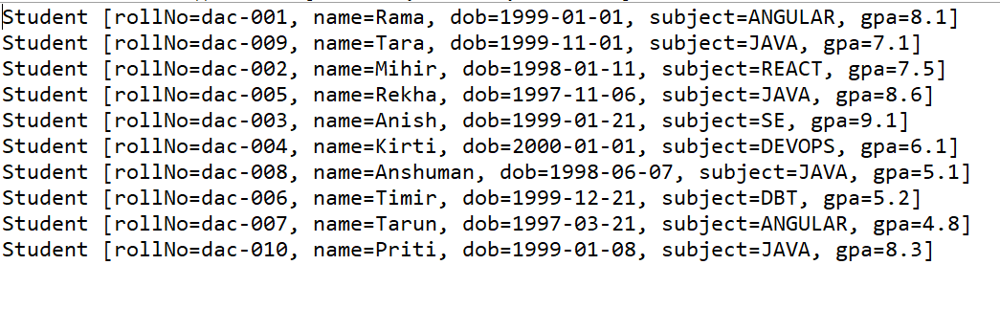 Student [rollNo=dac-001, name=Rama, dob=1999-01-01, subject=ANGULAR, gpa=8.1]
Student [rollNo=dac-009, name=Tara, dob=1999-11-01, subject=JAVA, gpa=7.1]
Student [rollNo=dac-002, name=Mihir, dob=1998-01-11, subject=REACT, gpa=7.5]
Student [rollNo=dac-005, name=Rekha, dob=1997-11-06, subject=JAVA, gpa=8.6]
Student [rollNo=dac-003, name=Anish, dob=1999-01-21, subject=SE, gpa=9.1]
Student [rollNo=dac-004, name=Kirti, dob=2000-01-01, subject=DEVOPS, gpa=6.1]
Student [rollNo=dac-008, name=Anshuman, dob=1998-06-07, subject=JAVA, gpa=5.1]
Student [rollNo=dac-006, name=Timir, dob=1999-12-21, subject=DBT, gpa=5.2]
Student [rollNo=dac-007, name=Tarun, dob=1997-03-21, subject=ANGULAR, gpa=4.8]
Student [rollNo=dac-010, name=Priti, dob=1999-01-08, subject=JAVA, gpa=8.3]